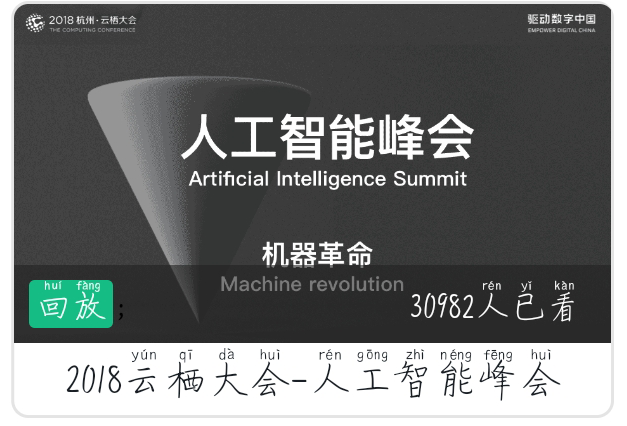 2018 杭州·云栖大会
THE COMPUTING CONFERENCE
驱动数字中国
EMPOWER DIGITAL CHINA
人工智能峰会
Artificial Intelligence Summit
机器革命
Machine revolution
huí fàng
回放;
rén yǐ kàn
30982人已看
yún qī dà huì rén gōng zhì néng fēng huì
2018云栖大会-人工智能峰会